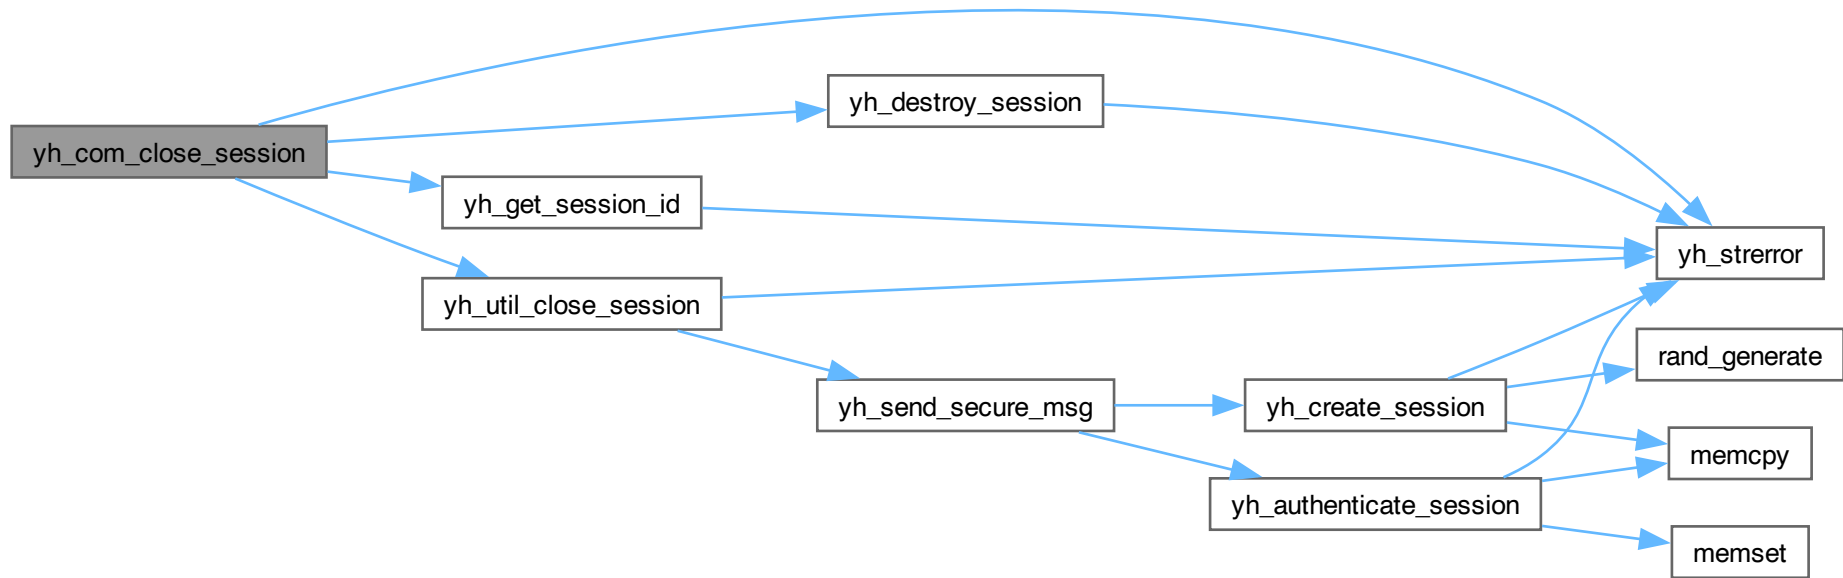 yh_com_close_session
yh_destroy_session
yh_get_session_id
yh_util_close_session
yh_strerror
yh_send_secure_msg
yh_create_session
rand_generate
yh_authenticate_session
memcpy
memset